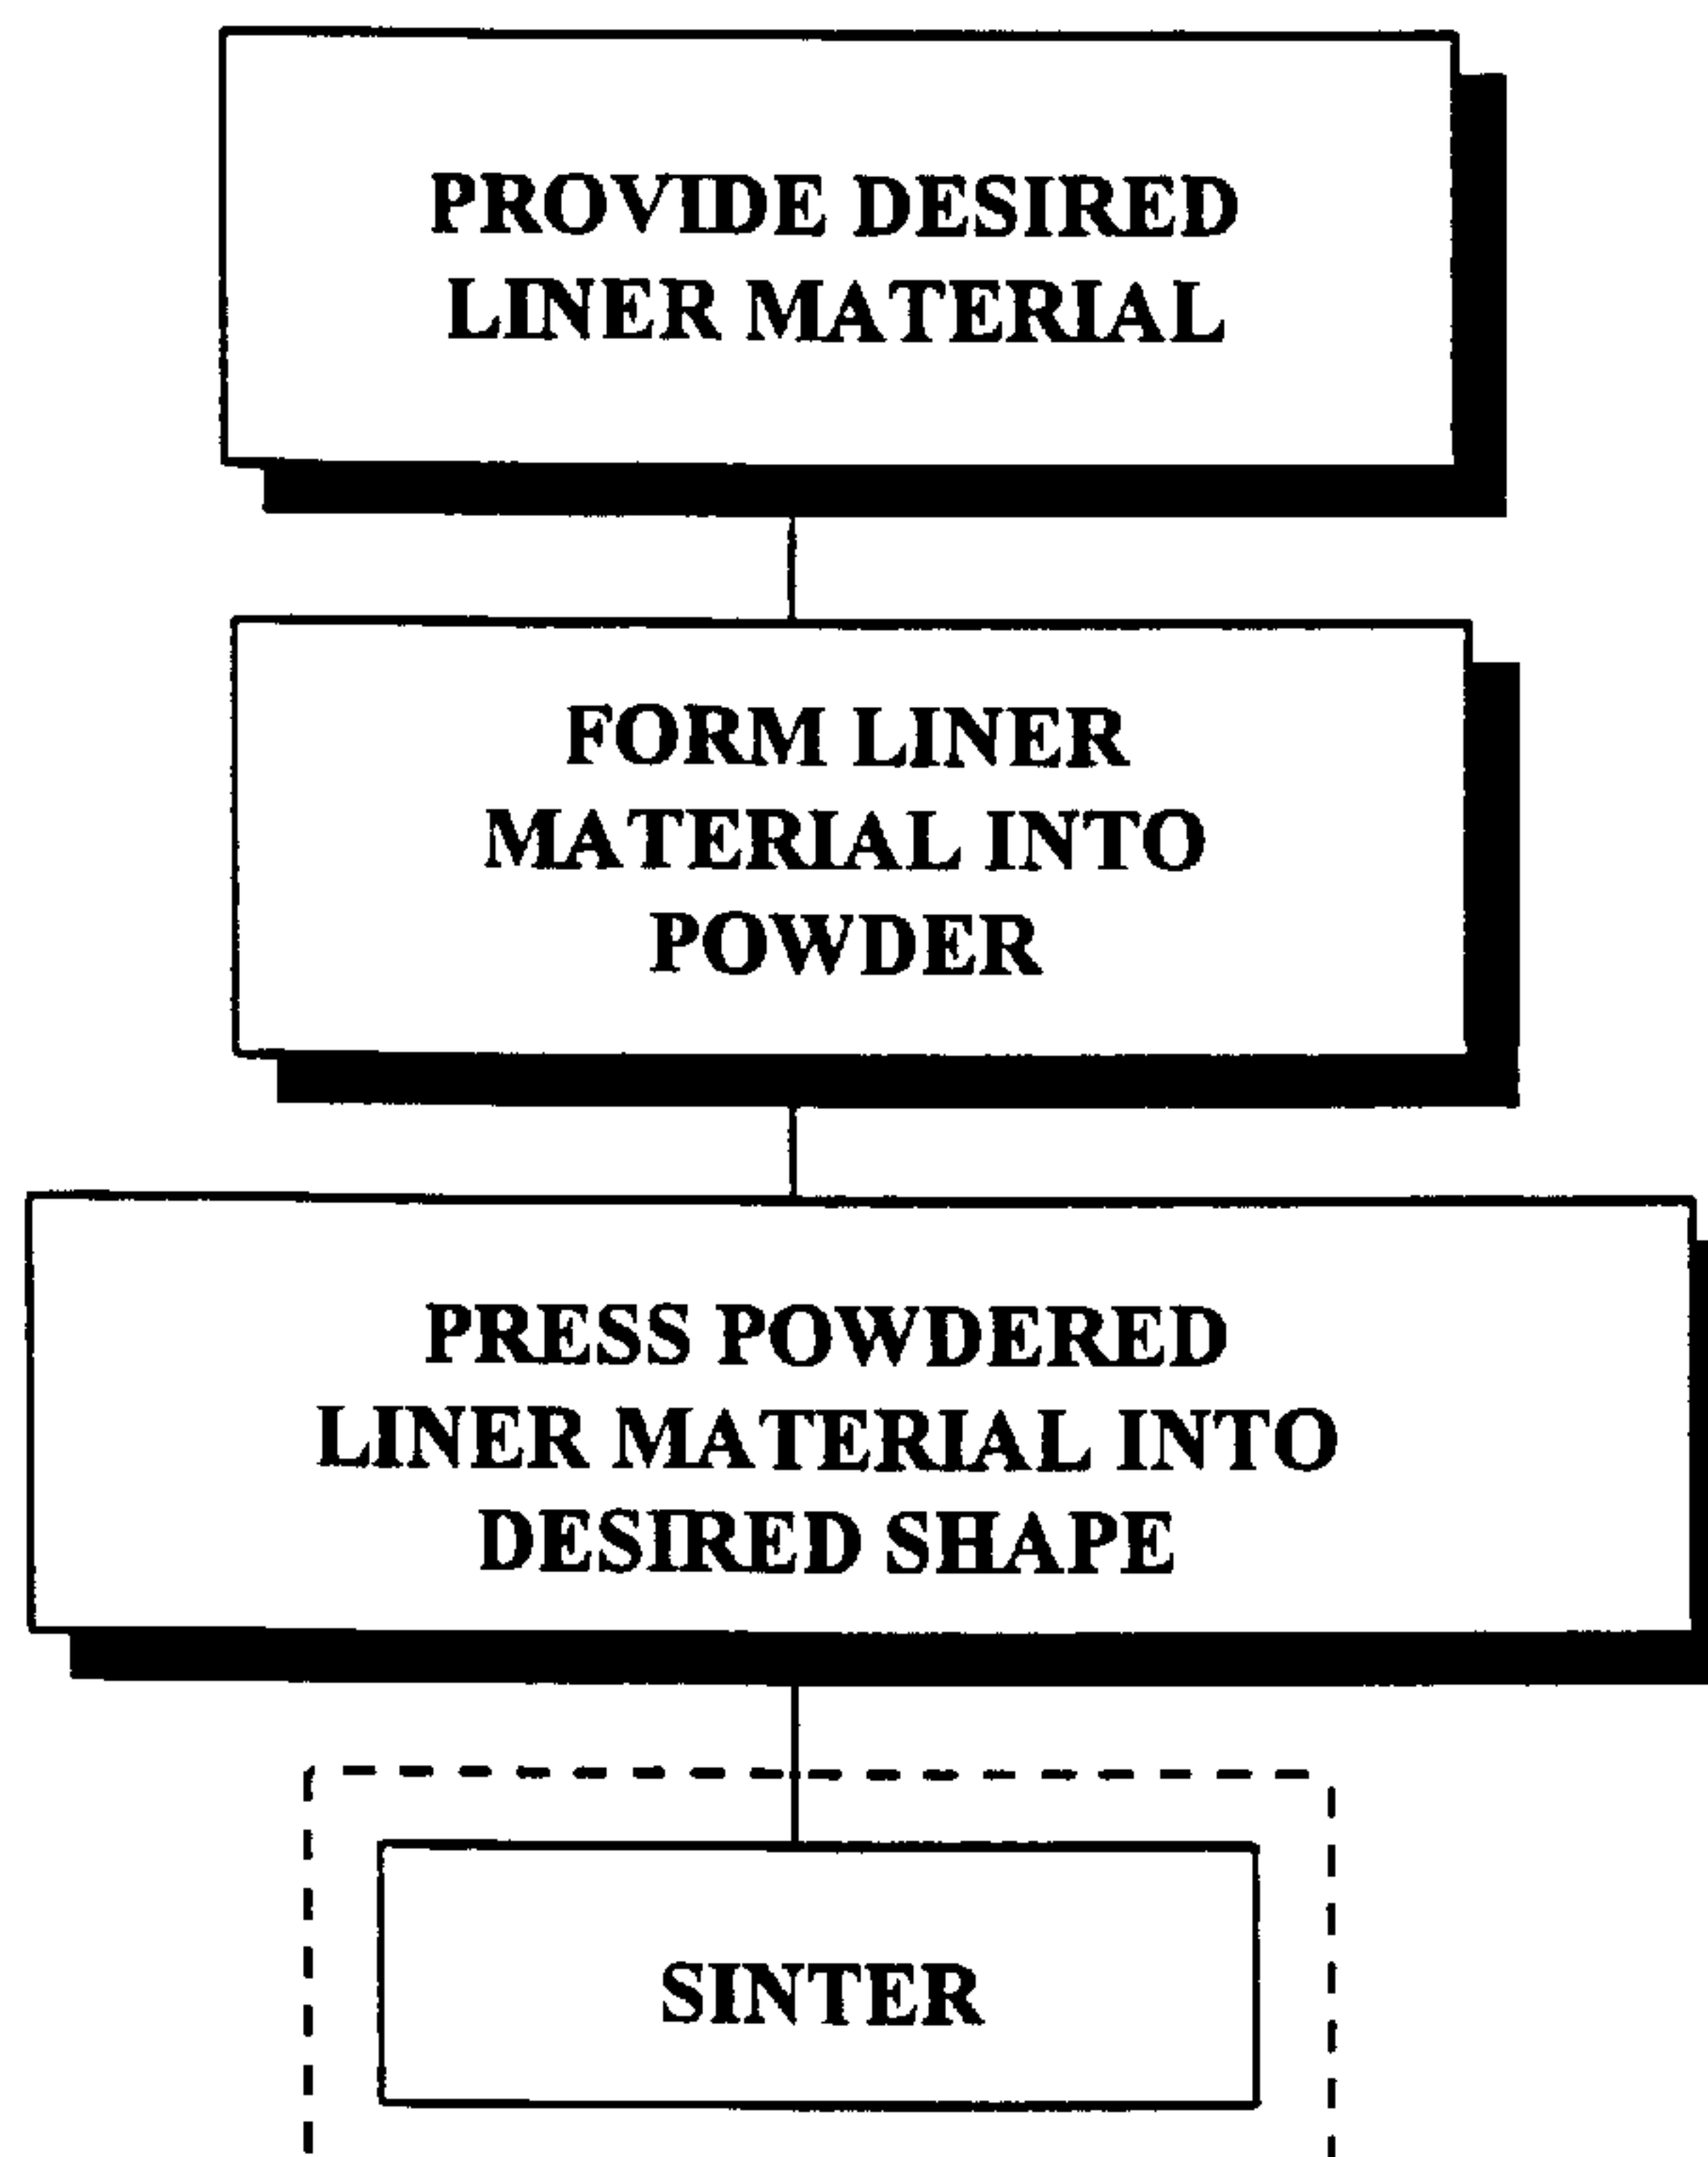 PROVIDE DESIRED
LINER MATERIAL
FORM LINER
MATERIAL INTO
POWDER
PRESS POWDERED
LINER MATERIAL INTO
DESIRED SHAPE
SINTER